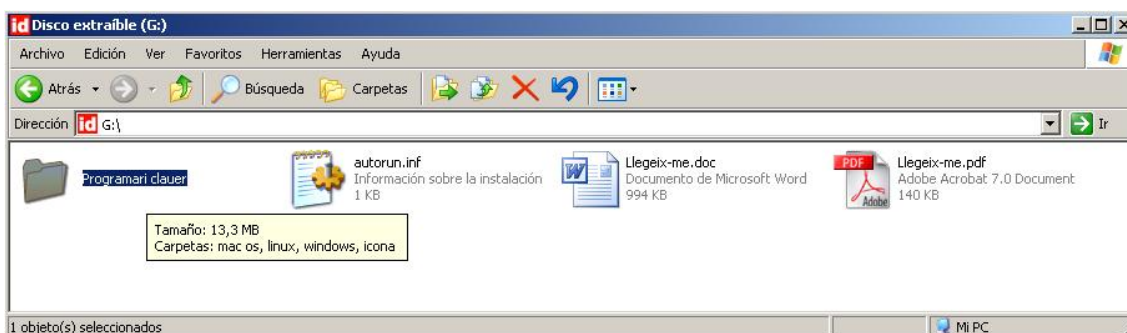 id Disco extraíble (G:)
Archivo Edición Ver Favoritos Herramientas Ayuda
Atrás Búsqueda Carpetas
Dirección id G:\ Ir
Programari clauer
autorun.inf
Información sobre la instalación
1 KB
W
Llegeix-me.doc
Documento de Microsoft Word
994 KB
PDF
Adobe
Llegeix-me.pdf
Adobe Acrobat 7.0 Document
140 KB
Tamaño: 13,3 MB
Carpetas: mac os, linux, windows, icona
1 objeto(s) seleccionados Mi PC